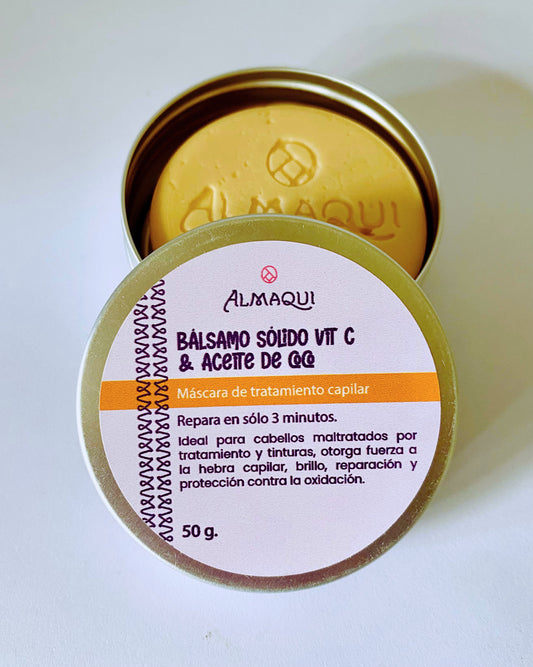 ALMAQUI
ALMAQUI
BÁLSAMO SÓLIDO VIT C
& ACEITE DE COCO
Máscara de tratamiento capilar
Repara en sólo 3 minutos.
Ideal para cabellos maltratados por
tratamiento y tinturas, otorga fuerza a
la hebra capilar, brillo, reparación y
protección contra la oxidación.
50 g.